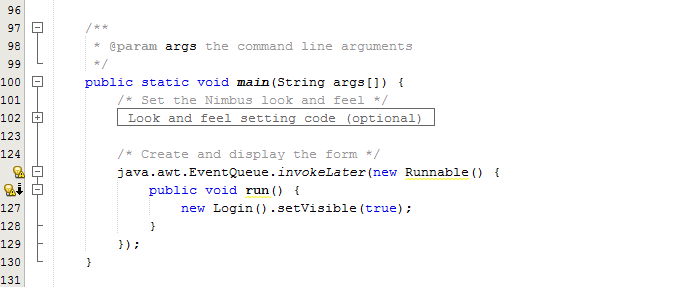 96
97 /**
98 * @param args the command line arguments
99 */
100 public static void main(String args[]) {
101 /* Set the Nimbus look and feel */
102 Look and feel setting code (optional)
123
124 /* Create and display the form */
java.awt.EventQueue.invokeLater(new Runnable() {
public void run() {
127 new Login().setVisible(true);
128 }
129 });
130 }
131